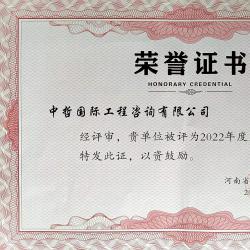 荣誉证书
HONORARY CREDENTIAL
中哲国际工程咨询有限公司
经评审，贵单位被评为2022年度
特发此证，以资鼓励。
河南省
2